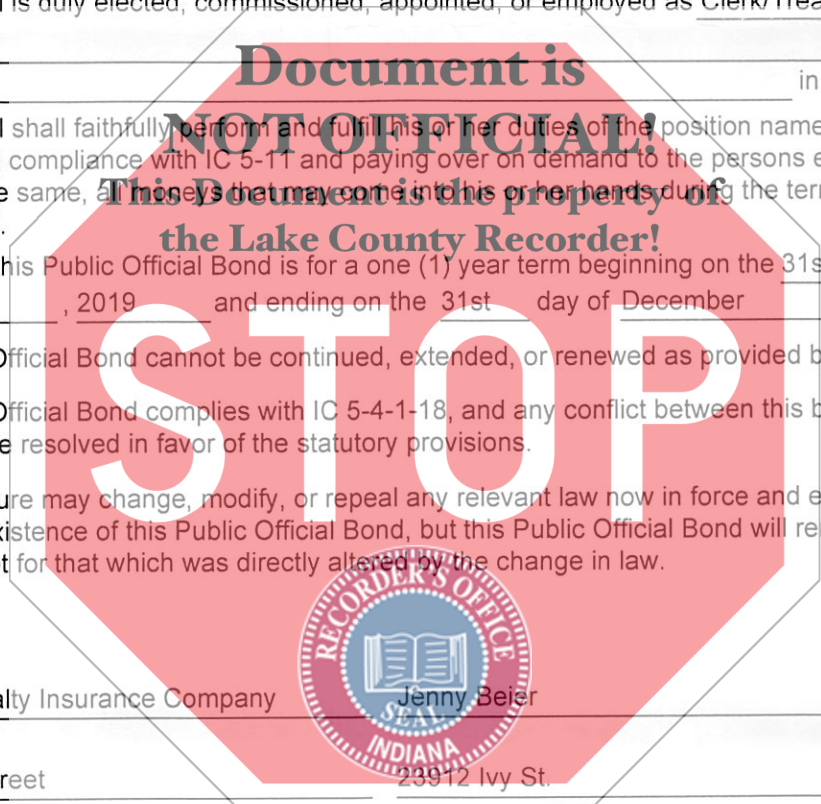 is duly elected, commissioned, appointed, or employed as Clerk/Trea
Document is
in
NOT OFFICIAL!
l shall faithfully perform and fulfill his or her duties of the position name
compliance with IC 5-11 and paying over on demand to the persons e
e same, all moneys that may come into his or her hands during the ter
This Document is the property of
the Lake County Recorder!
his Public Official Bond is for a one (1) year term beginning on the 31s
, 2019 and ending on the 31st day of December
STOP
Official Bond cannot be continued, extended, or renewed as provided b
Official Bond complies with IC 5-4-1-18, and any conflict between this b
e resolved in favor of the statutory provisions.
ure may change, modify, or repeal any relevant law now in force and e
xistence of this Public Official Bond, but this Public Official Bond will re
t for that which was directly altered by the change in law.
RECORDER'S OFFICE
SEAL
INDIANA
alty Insurance Company Jenny Beier
reet 23912 Ivy St.